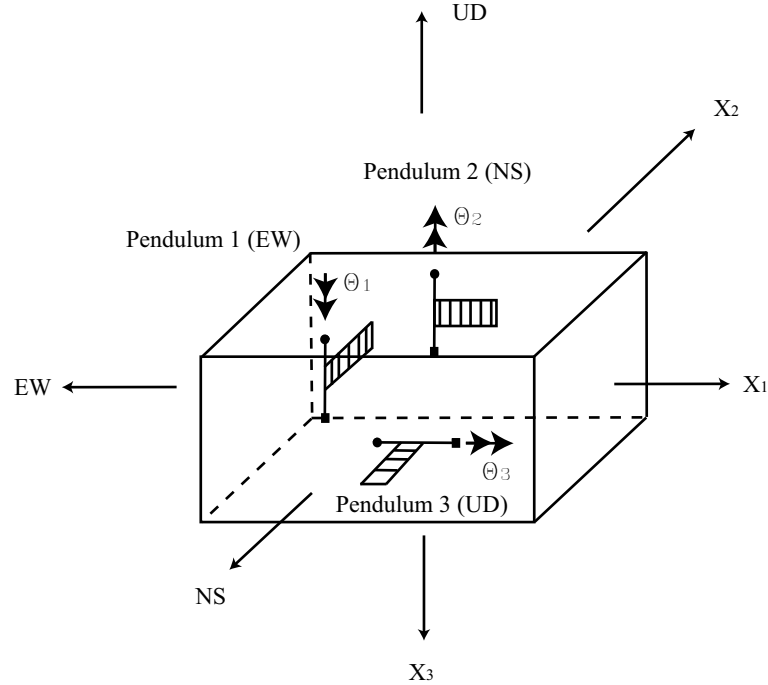 UD
X2
Pendulum 2 (NS)
Θ2
Pendulum 1 (EW)
Θ1
EW
X1
Θ3
Pendulum 3 (UD)
NS
X3